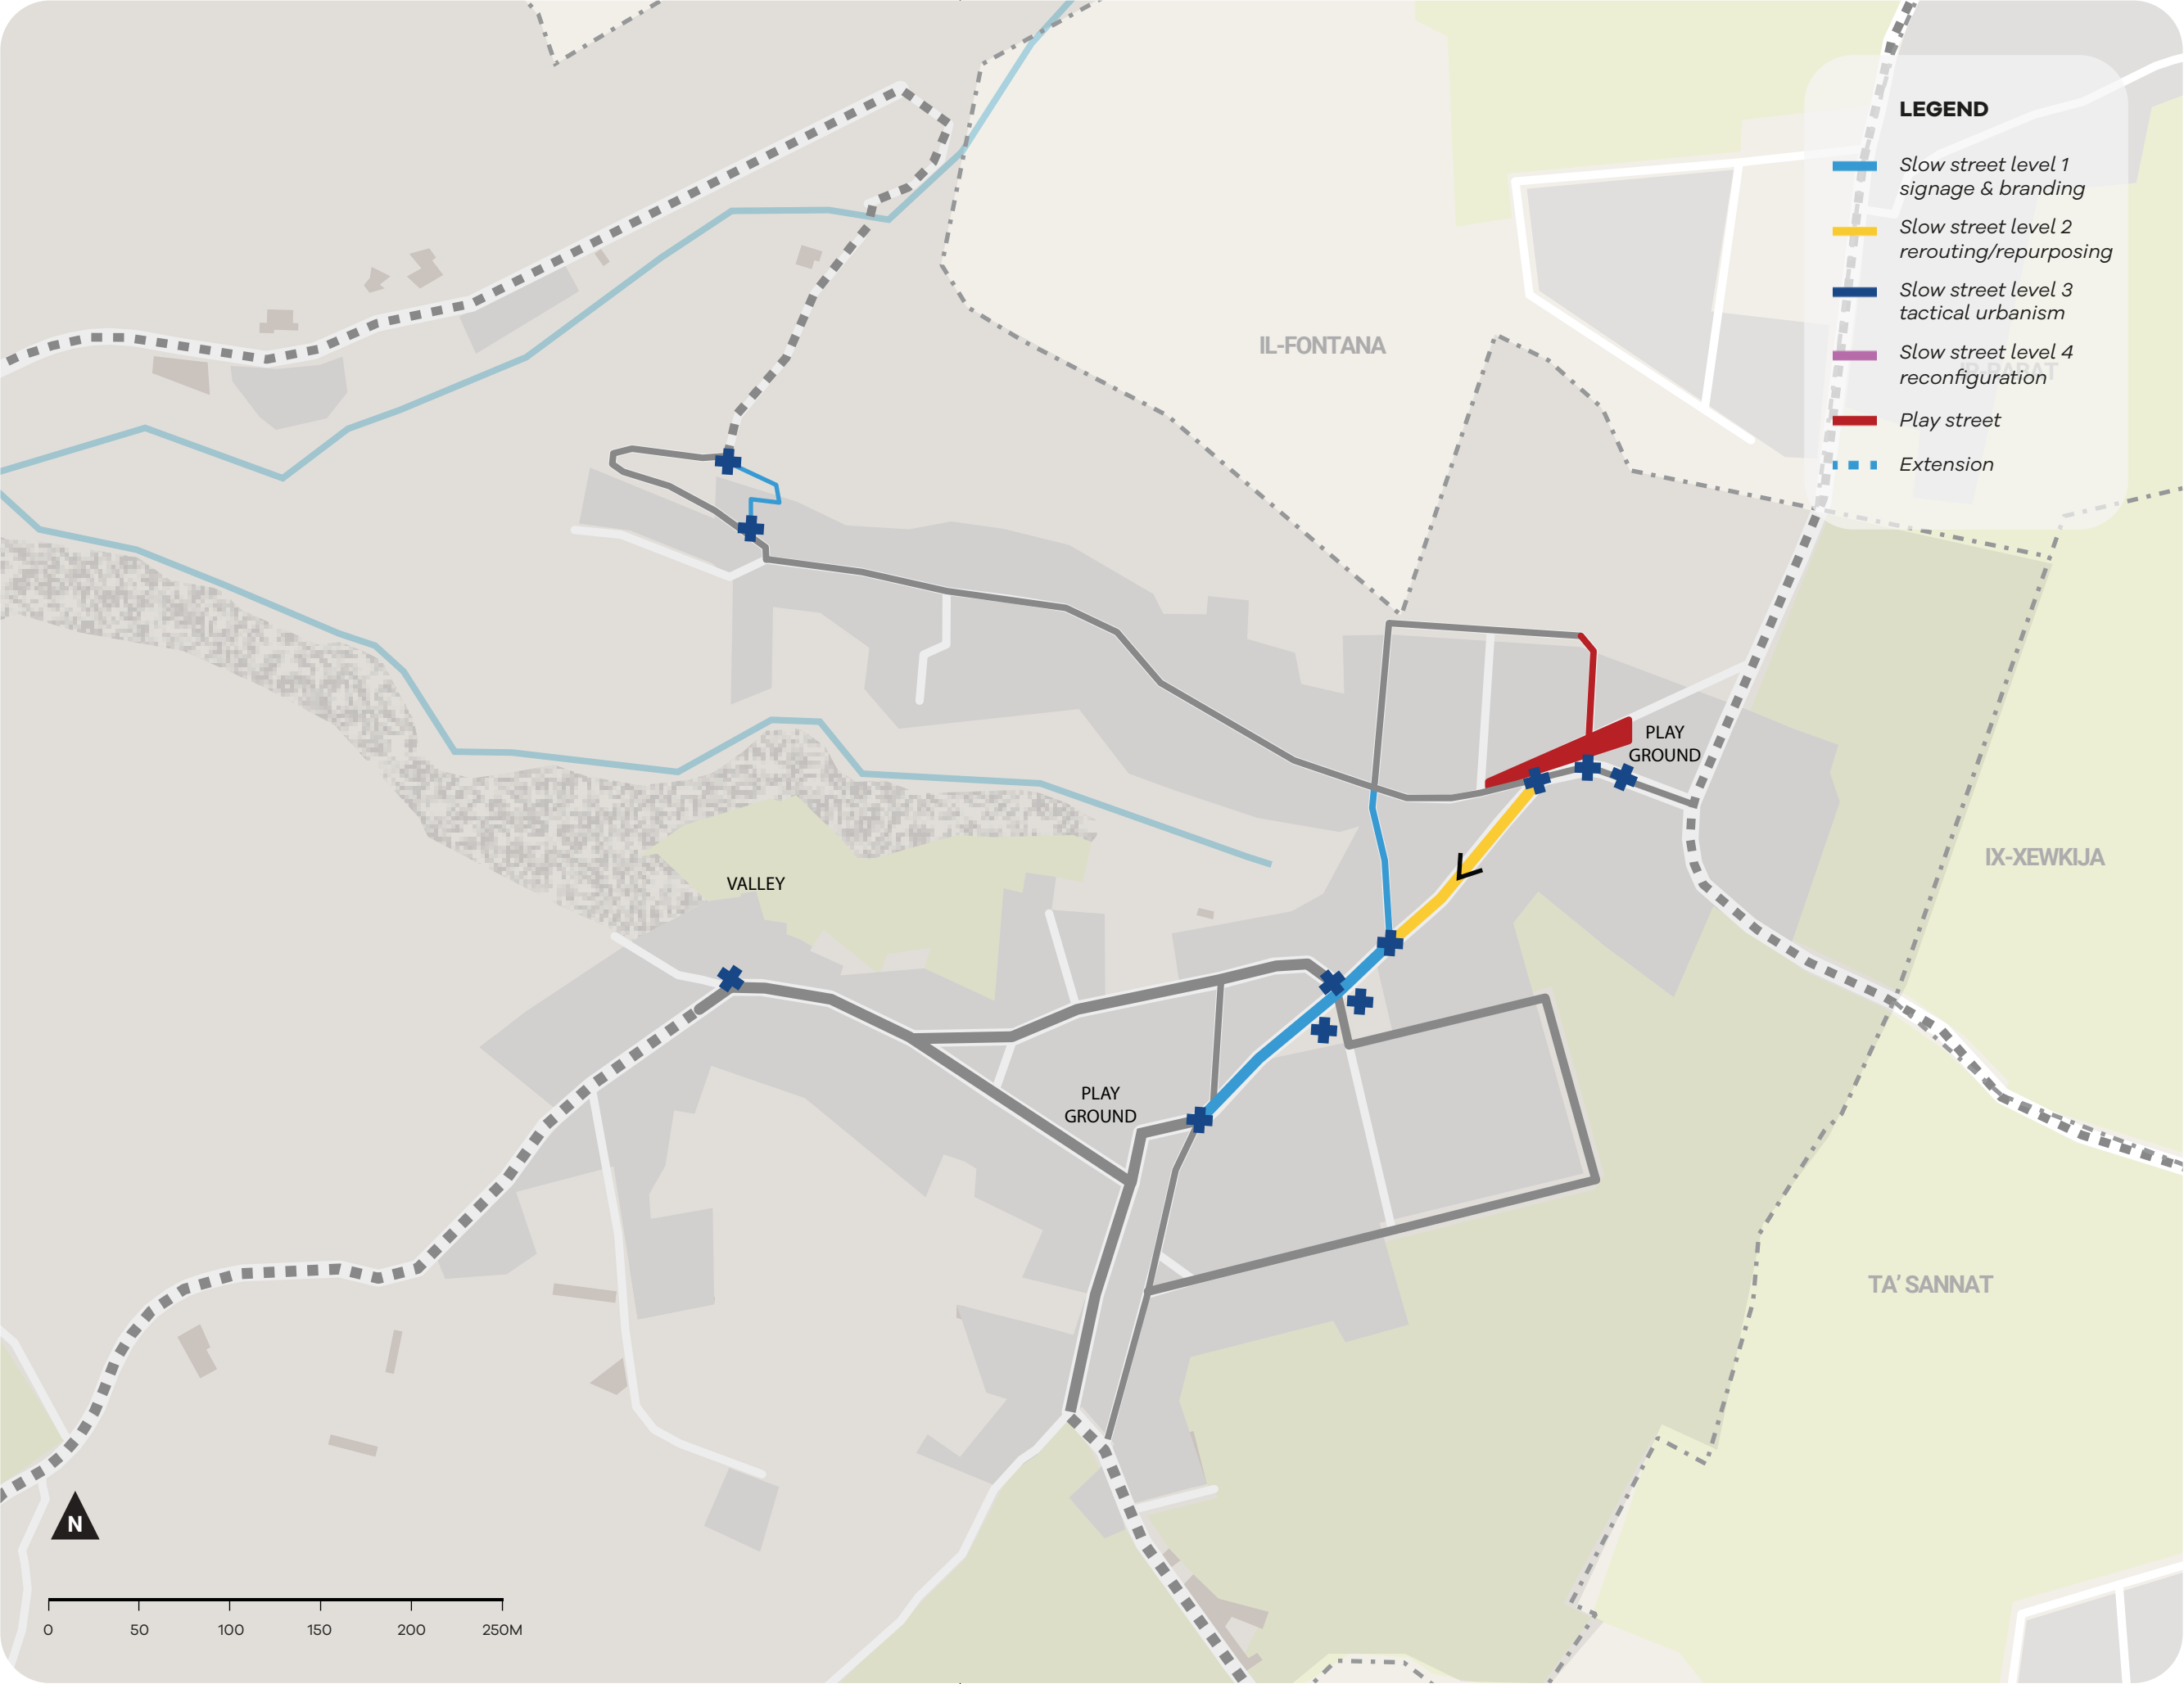 LEGEND
Slow street level 1
signage & branding
Slow street level 2
rerouting/repurposing
Slow street level 3
tactical urbanism
Slow street level 4
reconfiguration
Play street
Extension
IL-FONTANA
PLAY
GROUND
IX-XEWKIJA
VALLEY
PLAY
GROUND
TA' SANNAT
N
0 50 100 150 200 250M